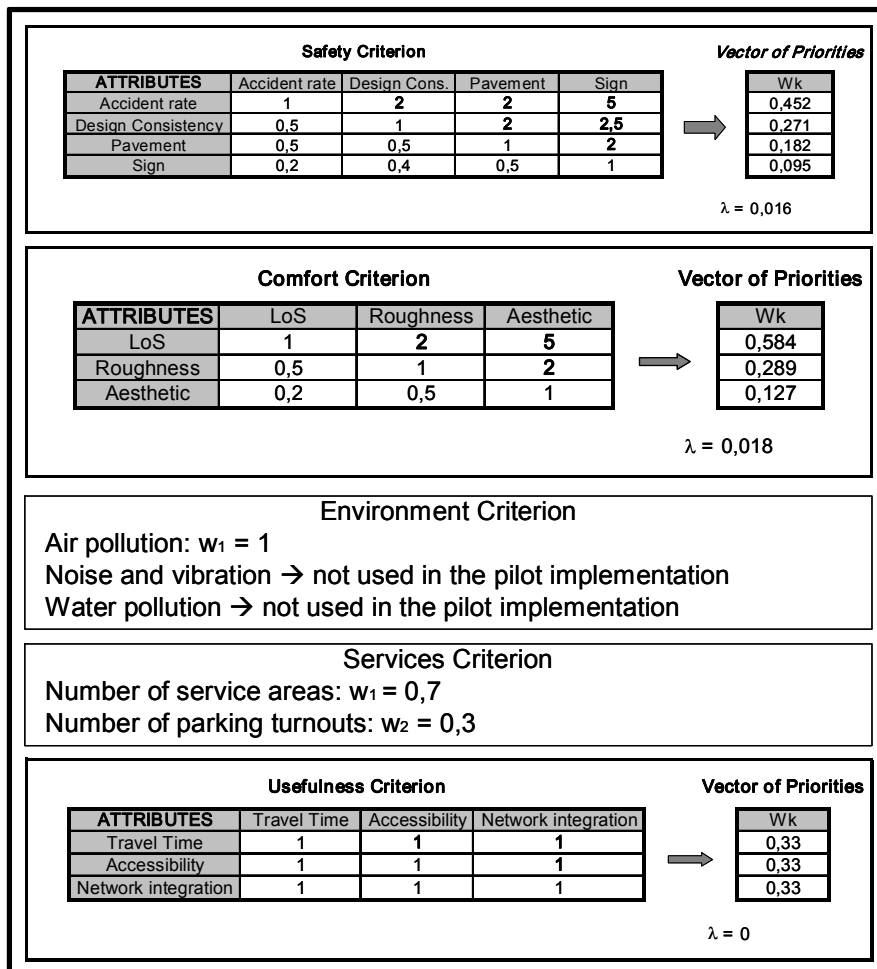 Safety Criterion Vector of Priorities
ATTRIBUTES Accident rate Design Cons. Pavement Sign Wk
Accident rate 1 2 2 5 0,452
Design Consistency 0,5 1 2 2,5 0,271
Pavement 0,5 0,5 1 2 0,182
Sign 0,2 0,4 0,5 1 0,095
λ = 0,016
Comfort Criterion Vector of Priorities
ATTRIBUTES LoS Roughness Aesthetic Wk
LoS 1 2 5 0,584
Roughness 0,5 1 2 0,289
Aesthetic 0,2 0,5 1 0,127
λ = 0,018
Environment Criterion
Air pollution: w₁ = 1
Noise and vibration → not used in the pilot implementation
Water pollution → not used in the pilot implementation
Services Criterion
Number of service areas: w₁ = 0,7
Number of parking turnouts: w₂ = 0,3
Usefulness Criterion Vector of Priorities
ATTRIBUTES Travel Time Accessibility Network integration Wk
Travel Time 1 1 1 0,33
Accessibility 1 1 1 0,33
Network integration 1 1 1 0,33
λ = 0